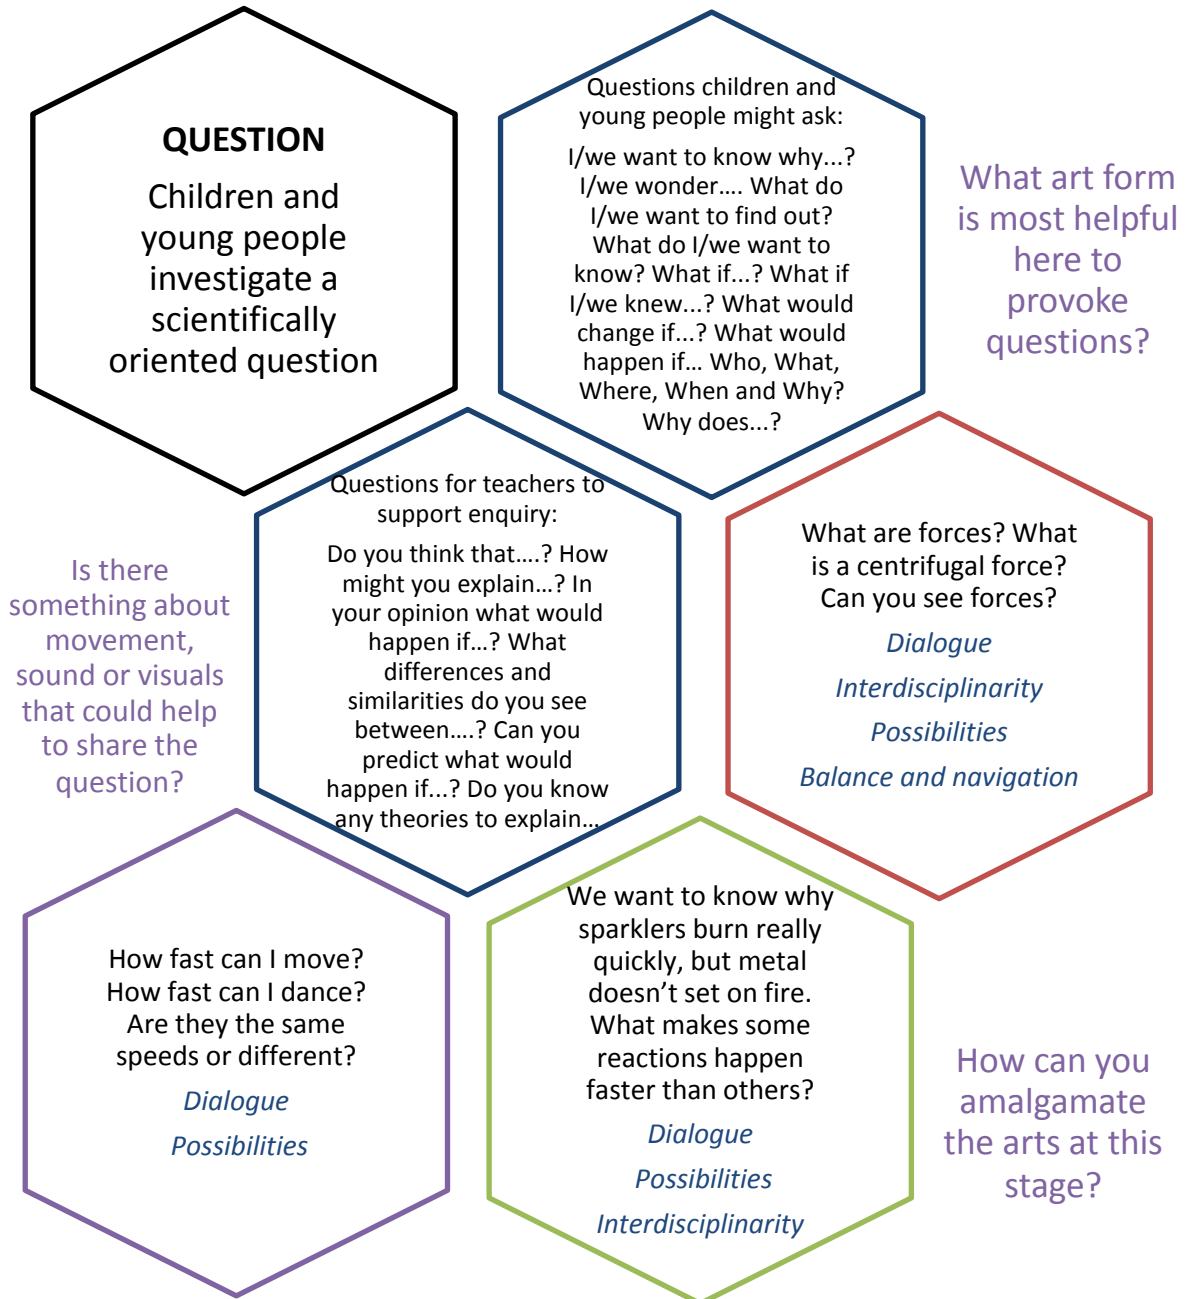 QUESTION
Children and
young people
investigate a
scientifically
oriented question
Questions children and
young people might ask:
I/we want to know why...?
I/we wonder.... What do
I/we want to find out?
What do I/we want to
know? What if...? What if
I/we knew...? What would
change if...? What would
happen if... Who, What,
Where, When and Why?
Why does...?
What art form
is most helpful
here to
provoke
questions?
Is there
something about
movement,
sound or visuals
that could help
to share the
question?
Questions for teachers to
support enquiry:
Do you think that....? How
might you explain...? In
your opinion what would
happen if...? What
differences and
similarities do you see
between....? Can you
predict what would
happen if...? Do you know
any theories to explain...
What are forces? What
is a centrifugal force?
Can you see forces?
Dialogue
Interdisciplinarity
Possibilities
Balance and navigation
How fast can I move?
How fast can I dance?
Are they the same
speeds or different?
Dialogue
Possibilities
We want to know why
sparklers burn really
quickly, but metal
doesn’t set on fire.
What makes some
reactions happen
faster than others?
Dialogue
Possibilities
Interdisciplinarity
How can you
amalgamate
the arts at this
stage?